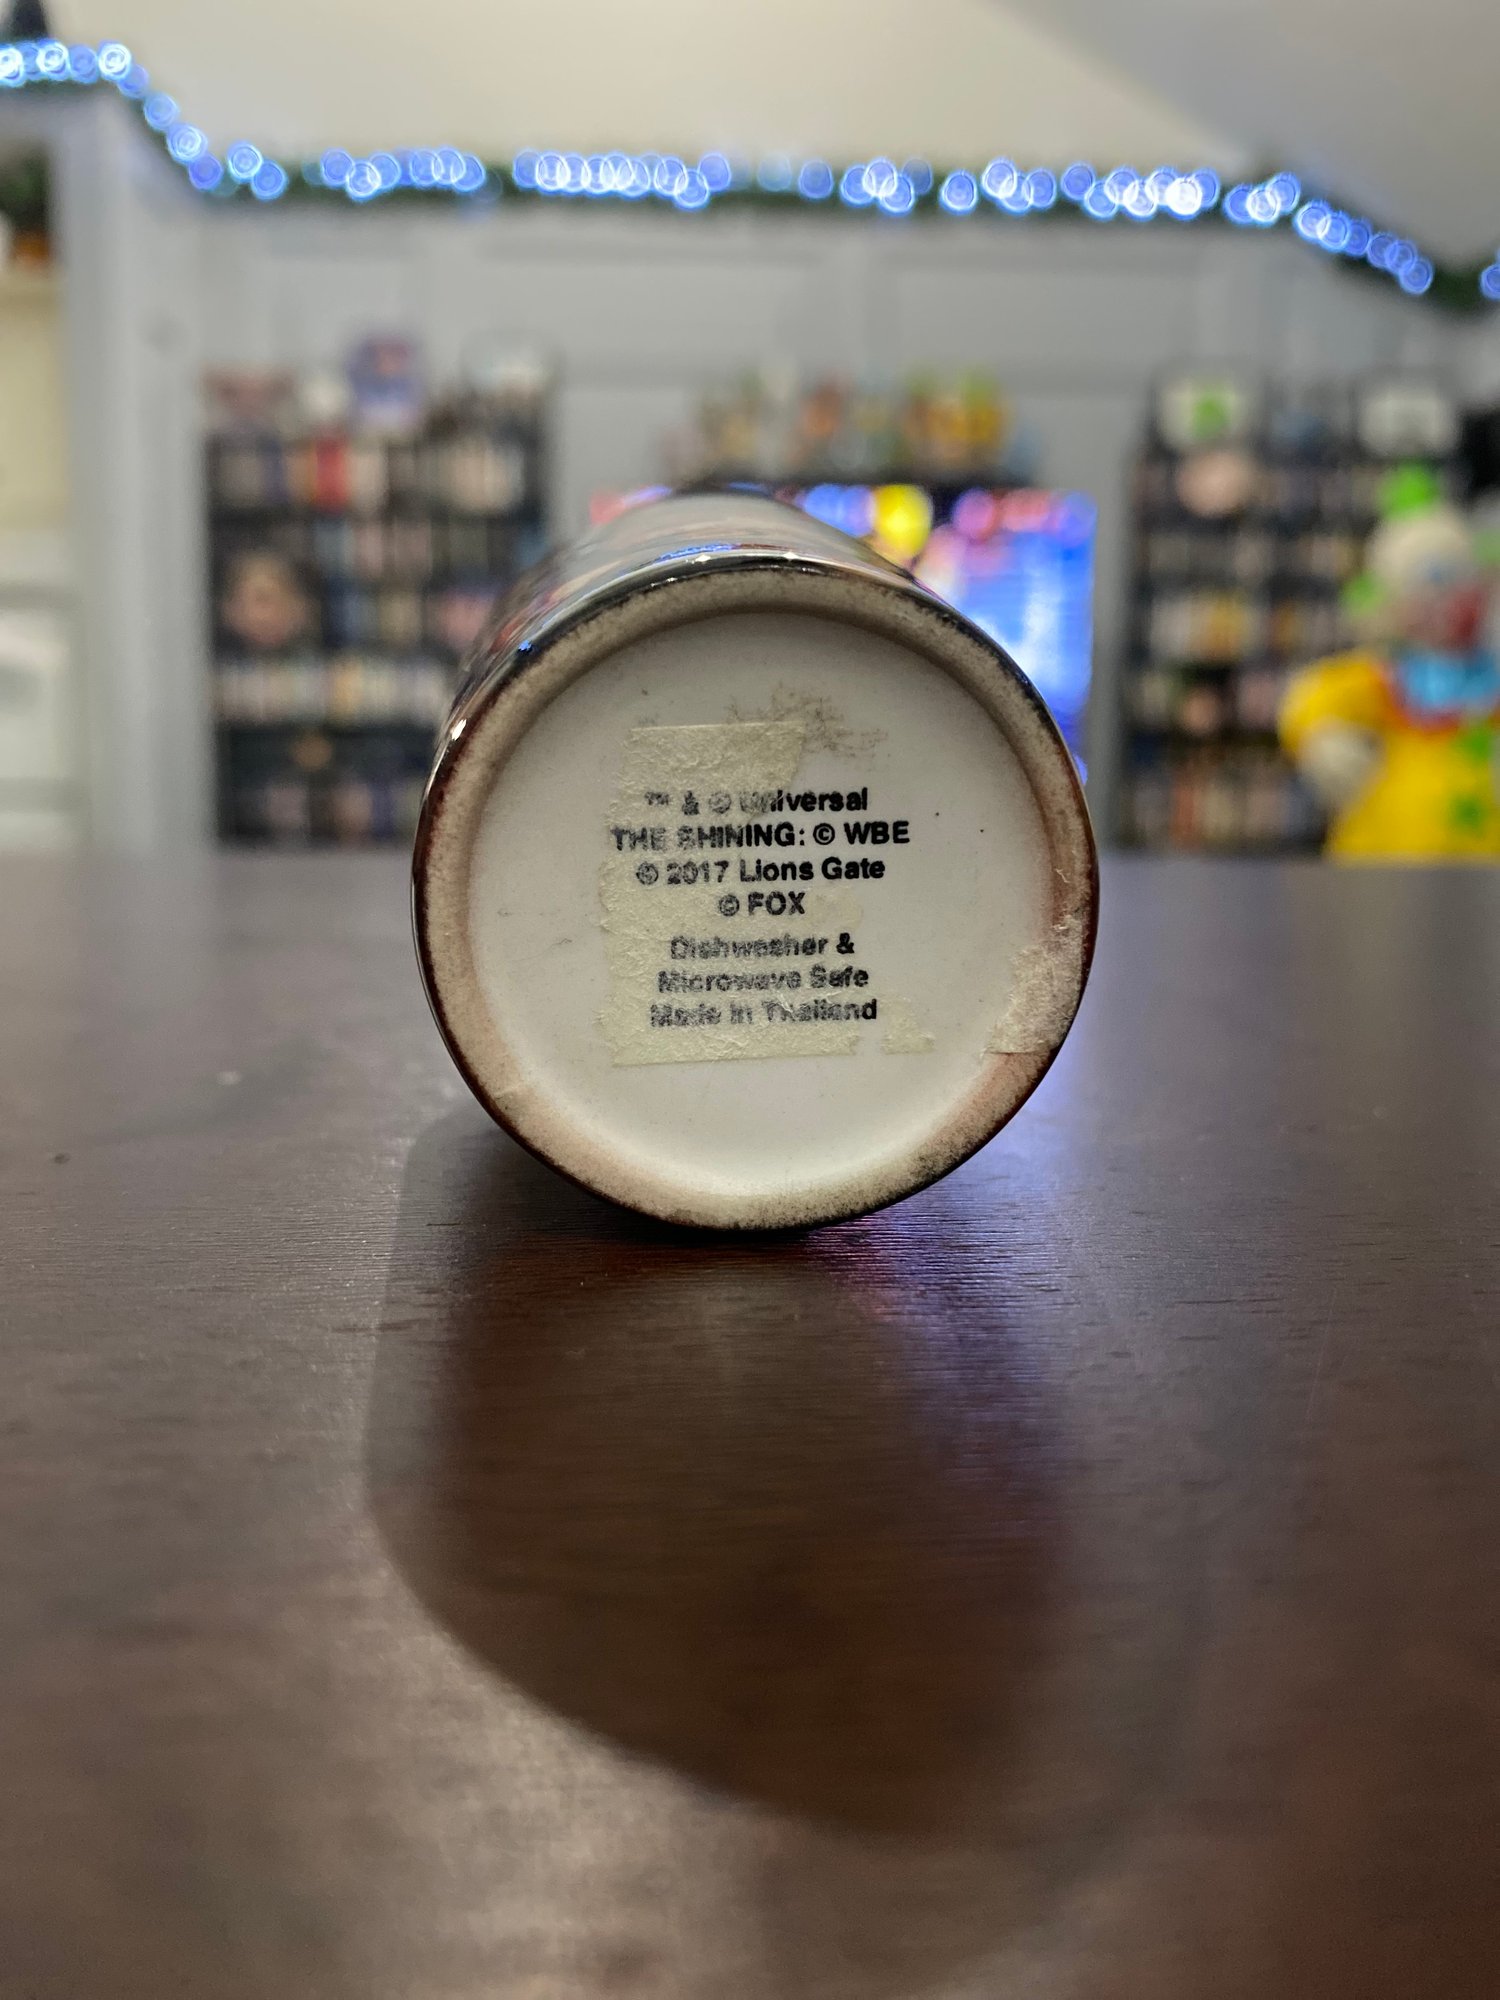 ™ & © Universal
THE SHINING: © WBE
© 2017 Lions Gate
© FOX
Dishwasher &
Microwave Safe
Made in Thailand